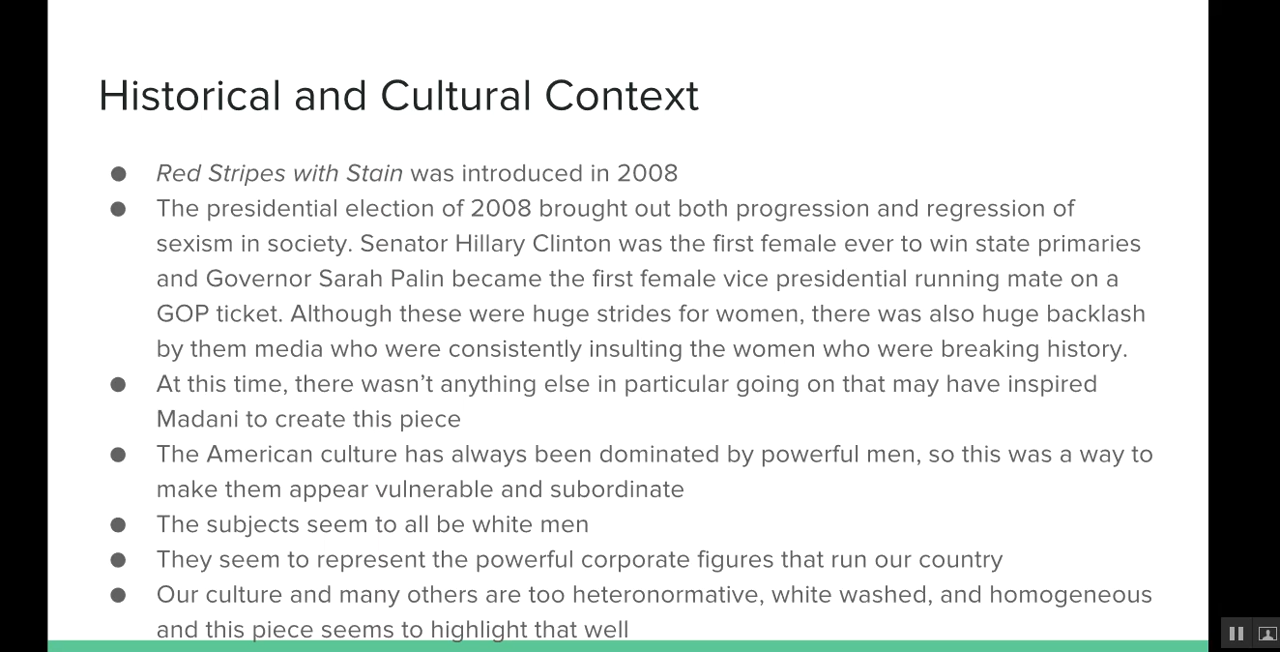 Historical and Cultural Context
● Red Stripes with Stain was introduced in 2008
● The presidential election of 2008 brought out both progression and regression of
sexism in society. Senator Hillary Clinton was the first female ever to win state primaries
and Governor Sarah Palin became the first female vice presidential running mate on a
GOP ticket. Although these were huge strides for women, there was also huge backlash
by them media who were consistently insulting the women who were breaking history.
● At this time, there wasn’t anything else in particular going on that may have inspired
Madani to create this piece
● The American culture has always been dominated by powerful men, so this was a way to
make them appear vulnerable and subordinate
● The subjects seem to all be white men
● They seem to represent the powerful corporate figures that run our country
● Our culture and many others are too heteronormative, white washed, and homogeneous
and this piece seems to highlight that well